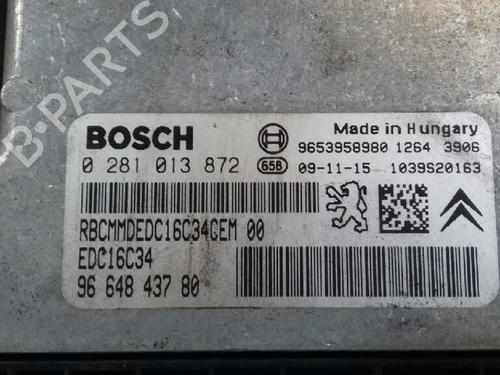 B-PARTS
BOSCH
Made in Hungary
9653958980 1264 3906
0 281 013 872
658
09-11-15 1039S20163
RBCMMDEDC16C34GEM 00
EDC16C34
96 648 437 80